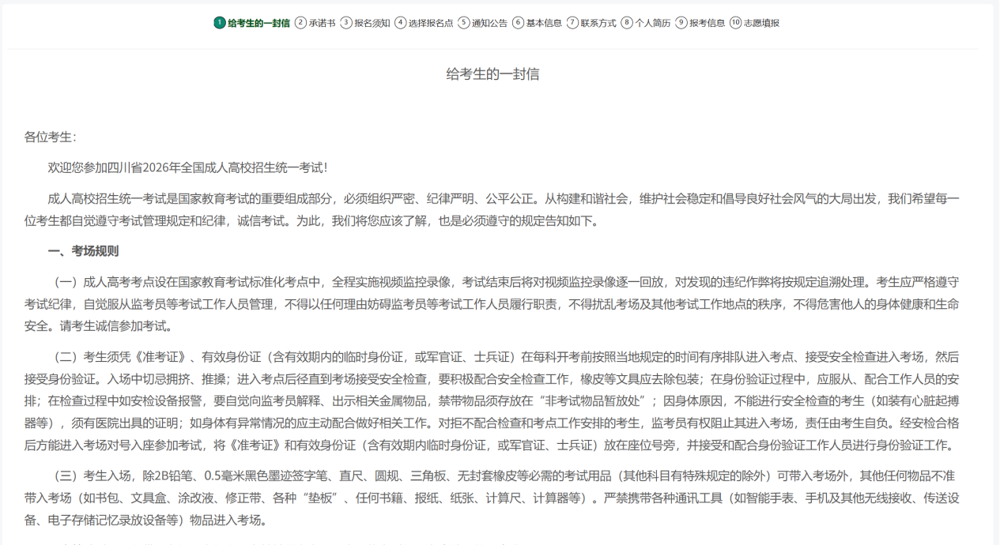 1 给考生的一封信 2 承诺书 3 报名须知 4 选择报名点 5 通知公告 6 基本信息 7 联系方式 8 个人简历 9 报考信息 10 志愿填报
给考生的一封信
各位考生：
欢迎您参加四川省2026年全国成人高校招生统一考试！
成人高校招生统一考试是国家教育考试的重要组成部分，必须组织严密、纪律严明、公平公正。从构建和谐社会，维护社会稳定和倡导良好社会风气的大局出发，我们希望每一
位考生都自觉遵守考试管理规定和纪律，诚信考试。为此，我们将您应该了解，也是必须遵守的规定告知如下。
一、考场规则
（一）成人高考考点设在国家教育考试标准化考点中，全程实施视频监控录像，考试结束后将对视频监控录像逐一回放，对发现的违纪作弊将按规定追溯处理。考生应严格遵守
考试纪律，自觉服从监考员等考试工作人员管理，不得以任何理由妨碍监考员等考试工作人员履行职责，不得扰乱考场及其他考试工作地点的秩序，不得危害他人的身体健康和生命
安全。请考生诚信参加考试。
（二）考生须凭《准考证》、有效身份证（含有效期内的临时身份证，或军官证、士兵证）在每科开考前按照当地规定的时间有序排队进入考点、接受安全检查进入考场，然后
接受身份验证。入场中切忌拥挤、推搡；进入考点后径直到考场接受安全检查，要积极配合安全检查工作，橡皮等文具应去除包装；在身份验证过程中，应服从、配合工作人员的安
排；在检查过程中如安检设备报警，要自觉向监考员解释、出示相关金属物品，禁带物品须存放在“非考试物品暂放处”；因身体原因，不能进行安全检查的考生（如装有心脏起搏
器等），须有医院出具的证明；如身体有异常情况的应主动配合做好相关工作。对拒不配合检查和考点工作安排的考生，监考员有权阻止其进入考场，责任由考生自负。经安检合格
后方能进入考场对号入座参加考试，将《准考证》和有效身份证（含有效期内临时身份证，或军官证、士兵证）放在座位号旁，并接受和配合身份验证工作人员进行身份验证工作。
（三）考生入场，除2B铅笔、0.5毫米黑色墨迹签字笔、直尺、圆规、三角板、无封套橡皮等必需的考试用品（其他科目有特殊规定的除外）可带入考场外，其他任何物品不准
带入考场（如书包、文具盒、涂改液、修正带、各种“垫板”、任何书籍、报纸、纸张、计算尺、计算器等）。严禁携带各种通讯工具（如智能手表、手机及其他无线接收、传送设
备、电子存储记忆录放设备等）物品进入考场。